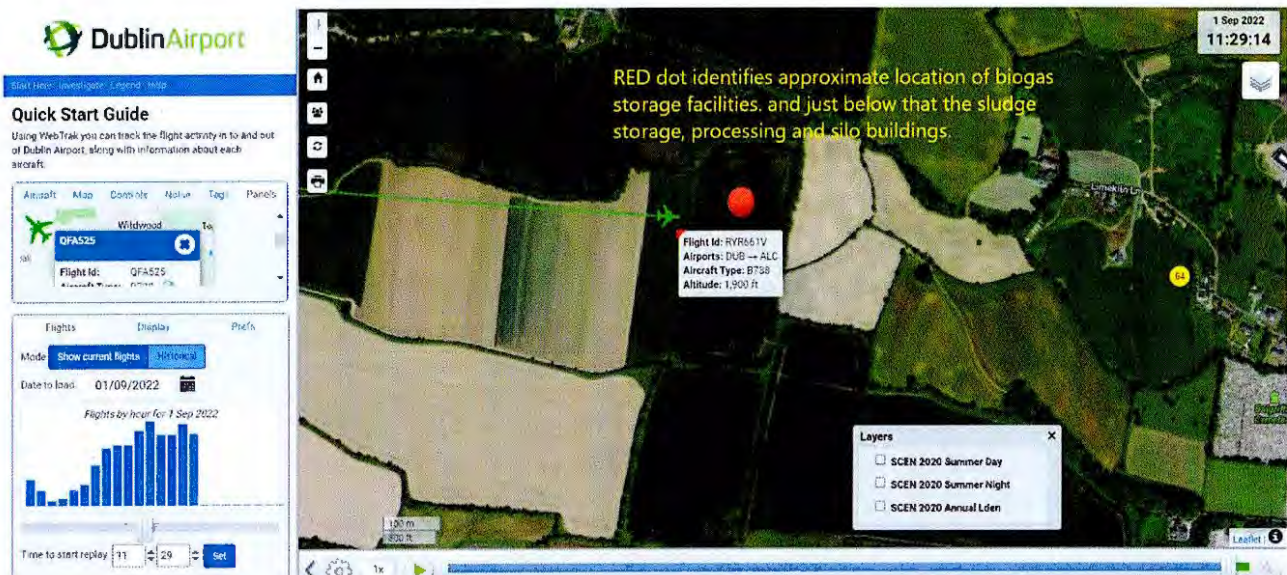 DublinAirport
Start Here Investigate Legend Help
Quick Start Guide
Using WebTrak you can track the flight activity in to and out
of Dublin Airport, along with information about each
aircraft.
Aircraft Map Controls Noise Tags Panels
Wildwood
QFA525
Flight Id: QFA525
Flights Display Prefs
Mode Show current flights Historical
Date to load 01/09/2022
Flights by hour for 1 Sep 2022
Time to start replay 11 29 Set
1 Sep 2022
11:29:14
RED dot identifies approximate location of biogas
storage facilities. and just below that the sludge
storage, processing and silo buildings.
Flight Id: RYR661V
Airports: DUB → ALC
Aircraft Type: B738
Altitude: 1,900 ft
Limekiln Ln
64
Layers
SCEN 2020 Summer Day
SCEN 2020 Summer Night
SCEN 2020 Annual Lden
100 m
Leaflet
1x